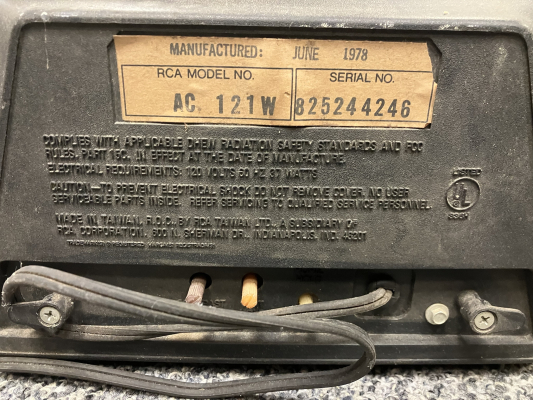 MANUFACTURED: JUNE 1978
RCA MODEL NO. SERIAL NO.
AC 121W 825244246
COMPLIES WITH APPLICABLE DHEW RADIATION SAFETY STANDARDS AND FCC
RULES, PART 15C, IN EFFECT AT THE DATE OF MANUFACTURE.
ELECTRICAL REQUIREMENTS: 120 VOLTS 60 HZ 37 WATTS
CAUTION—TO PREVENT ELECTRICAL SHOCK DO NOT REMOVE COVER. NO USER
SERVICEABLE PARTS INSIDE. REFER SERVICING TO QUALIFIED SERVICE PERSONNEL.
LISTED
UL
MADE IN TAIWAN, R.O.C. BY RCA TAIWAN LTD., A SUBSIDIARY OF
RCA CORPORATION, 600 N. SHERMAN DR., INDIANAPOLIS, IND. 46201